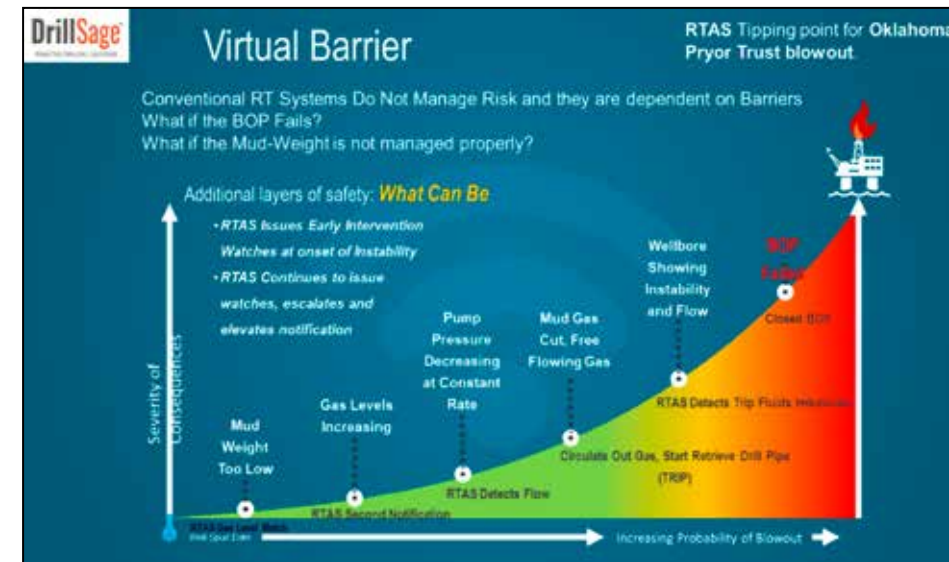 DrillSage
Virtual Barrier
RTAS Tipping point for Oklahoma
Pryor Trust blowout.
Conventional RT Systems Do Not Manage Risk and they are dependent on Barriers
What if the BOP Fails?
What if the Mud-Weight is not managed properly?
Additional layers of safety: What Can Be
•RTAS Issues Early Intervention
Watches at onset of Instability
•RTAS Continues to issue
watches, escalates and
elevates notification
Severity of
Consequences
Mud
Weight
Too Low
Gas Levels
Increasing
Pump
Pressure
Decreasing
at Constant
Rate
Mud Gas
Cut, Free
Flowing Gas
Wellbore
Showing
Instability
and Flow
BOP
Failed
Closed BOP
RTAS Detects Trip Fluids
Circulate Out Gas, Start Retrieve Drill Pipe
(TRIP)
RTAS Detects Flow
RTAS Second Notification
RTAS Gas Level Watch
Increasing Probability of Blowout